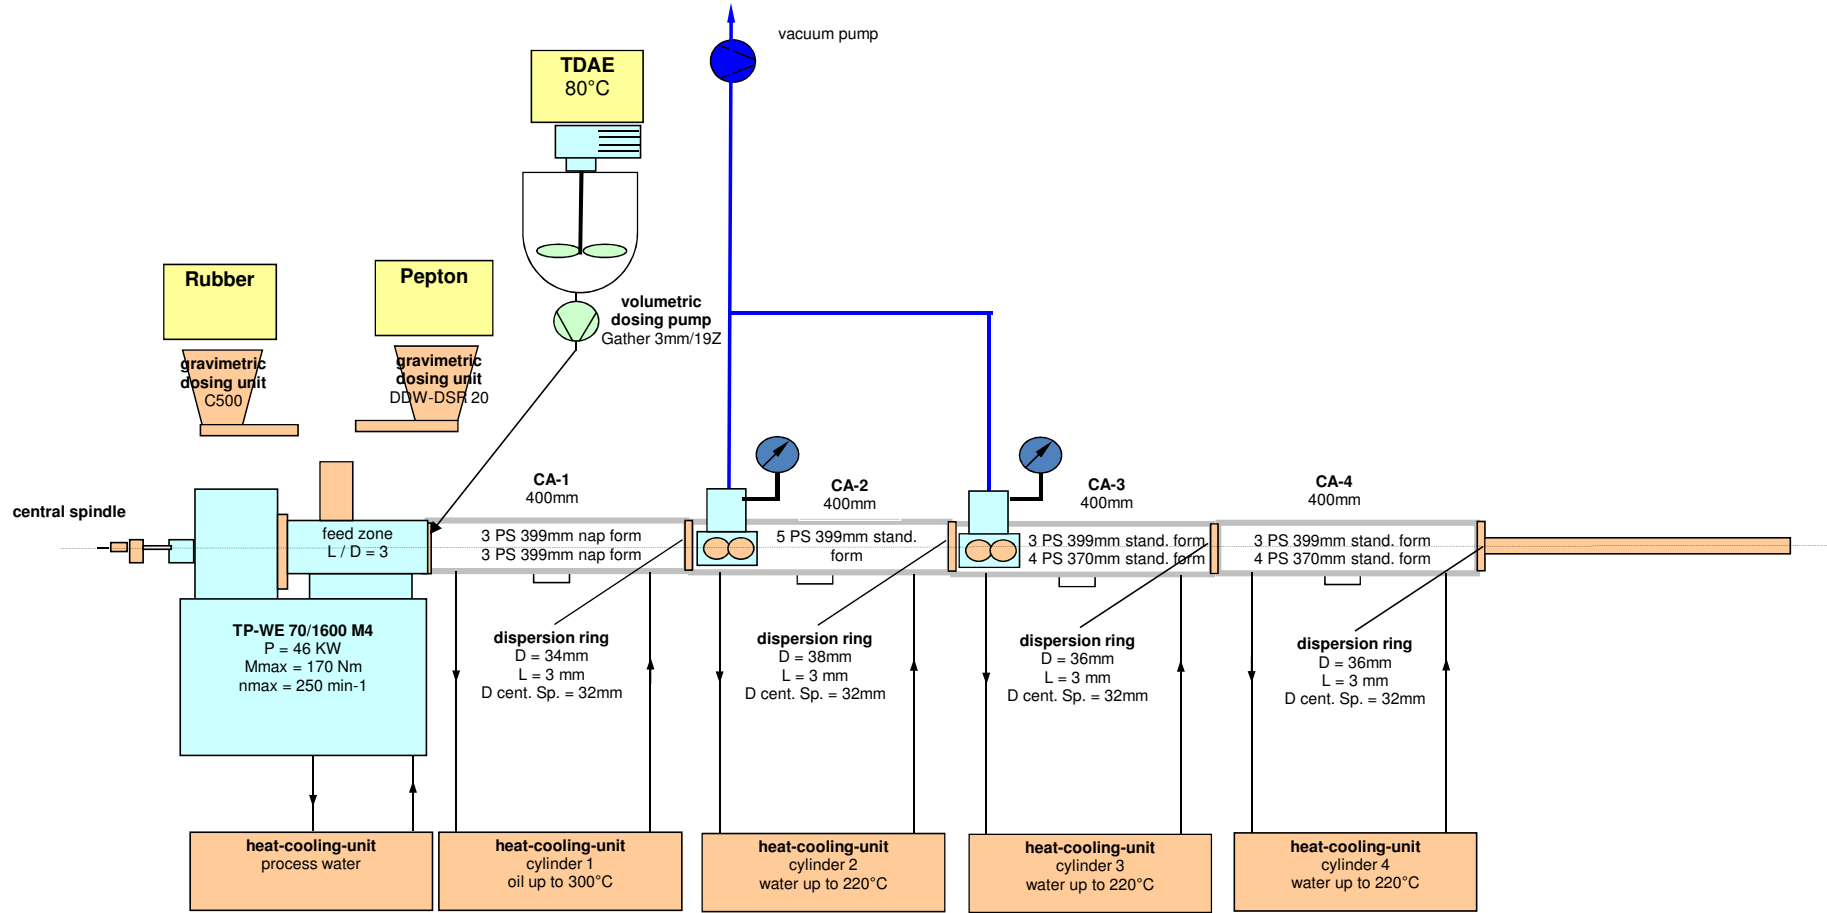 vacuum pump
TDAE
80°C
Rubber
Pepton
volumetric
dosing pump
Gather 3mm/19Z
gravimetric
dosing unit
C500
gravimetric
dosing unit
DDW-DSR 20
central spindle
feed zone
L / D = 3
CA-1
400mm
3 PS 399mm nap form
3 PS 399mm nap form
CA-2
400mm
5 PS 399mm stand.
form
CA-3
400mm
3 PS 399mm stand. form
4 PS 370mm stand. form
CA-4
400mm
3 PS 399mm stand. form
4 PS 370mm stand. form
TP-WE 70/1600 M4
P = 46 KW
Mmax = 170 Nm
nmax = 250 min-1
dispersion ring
D = 34mm
L = 3 mm
D cent. Sp. = 32mm
dispersion ring
D = 38mm
L = 3 mm
D cent. Sp. = 32mm
dispersion ring
D = 36mm
L = 3 mm
D cent. Sp. = 32mm
dispersion ring
D = 36mm
L = 3 mm
D cent. Sp. = 32mm
heat-cooling-unit
process water
heat-cooling-unit
cylinder 1
oil up to 300°C
heat-cooling-unit
cylinder 2
water up to 220°C
heat-cooling-unit
cylinder 3
water up to 220°C
heat-cooling-unit
cylinder 4
water up to 220°C